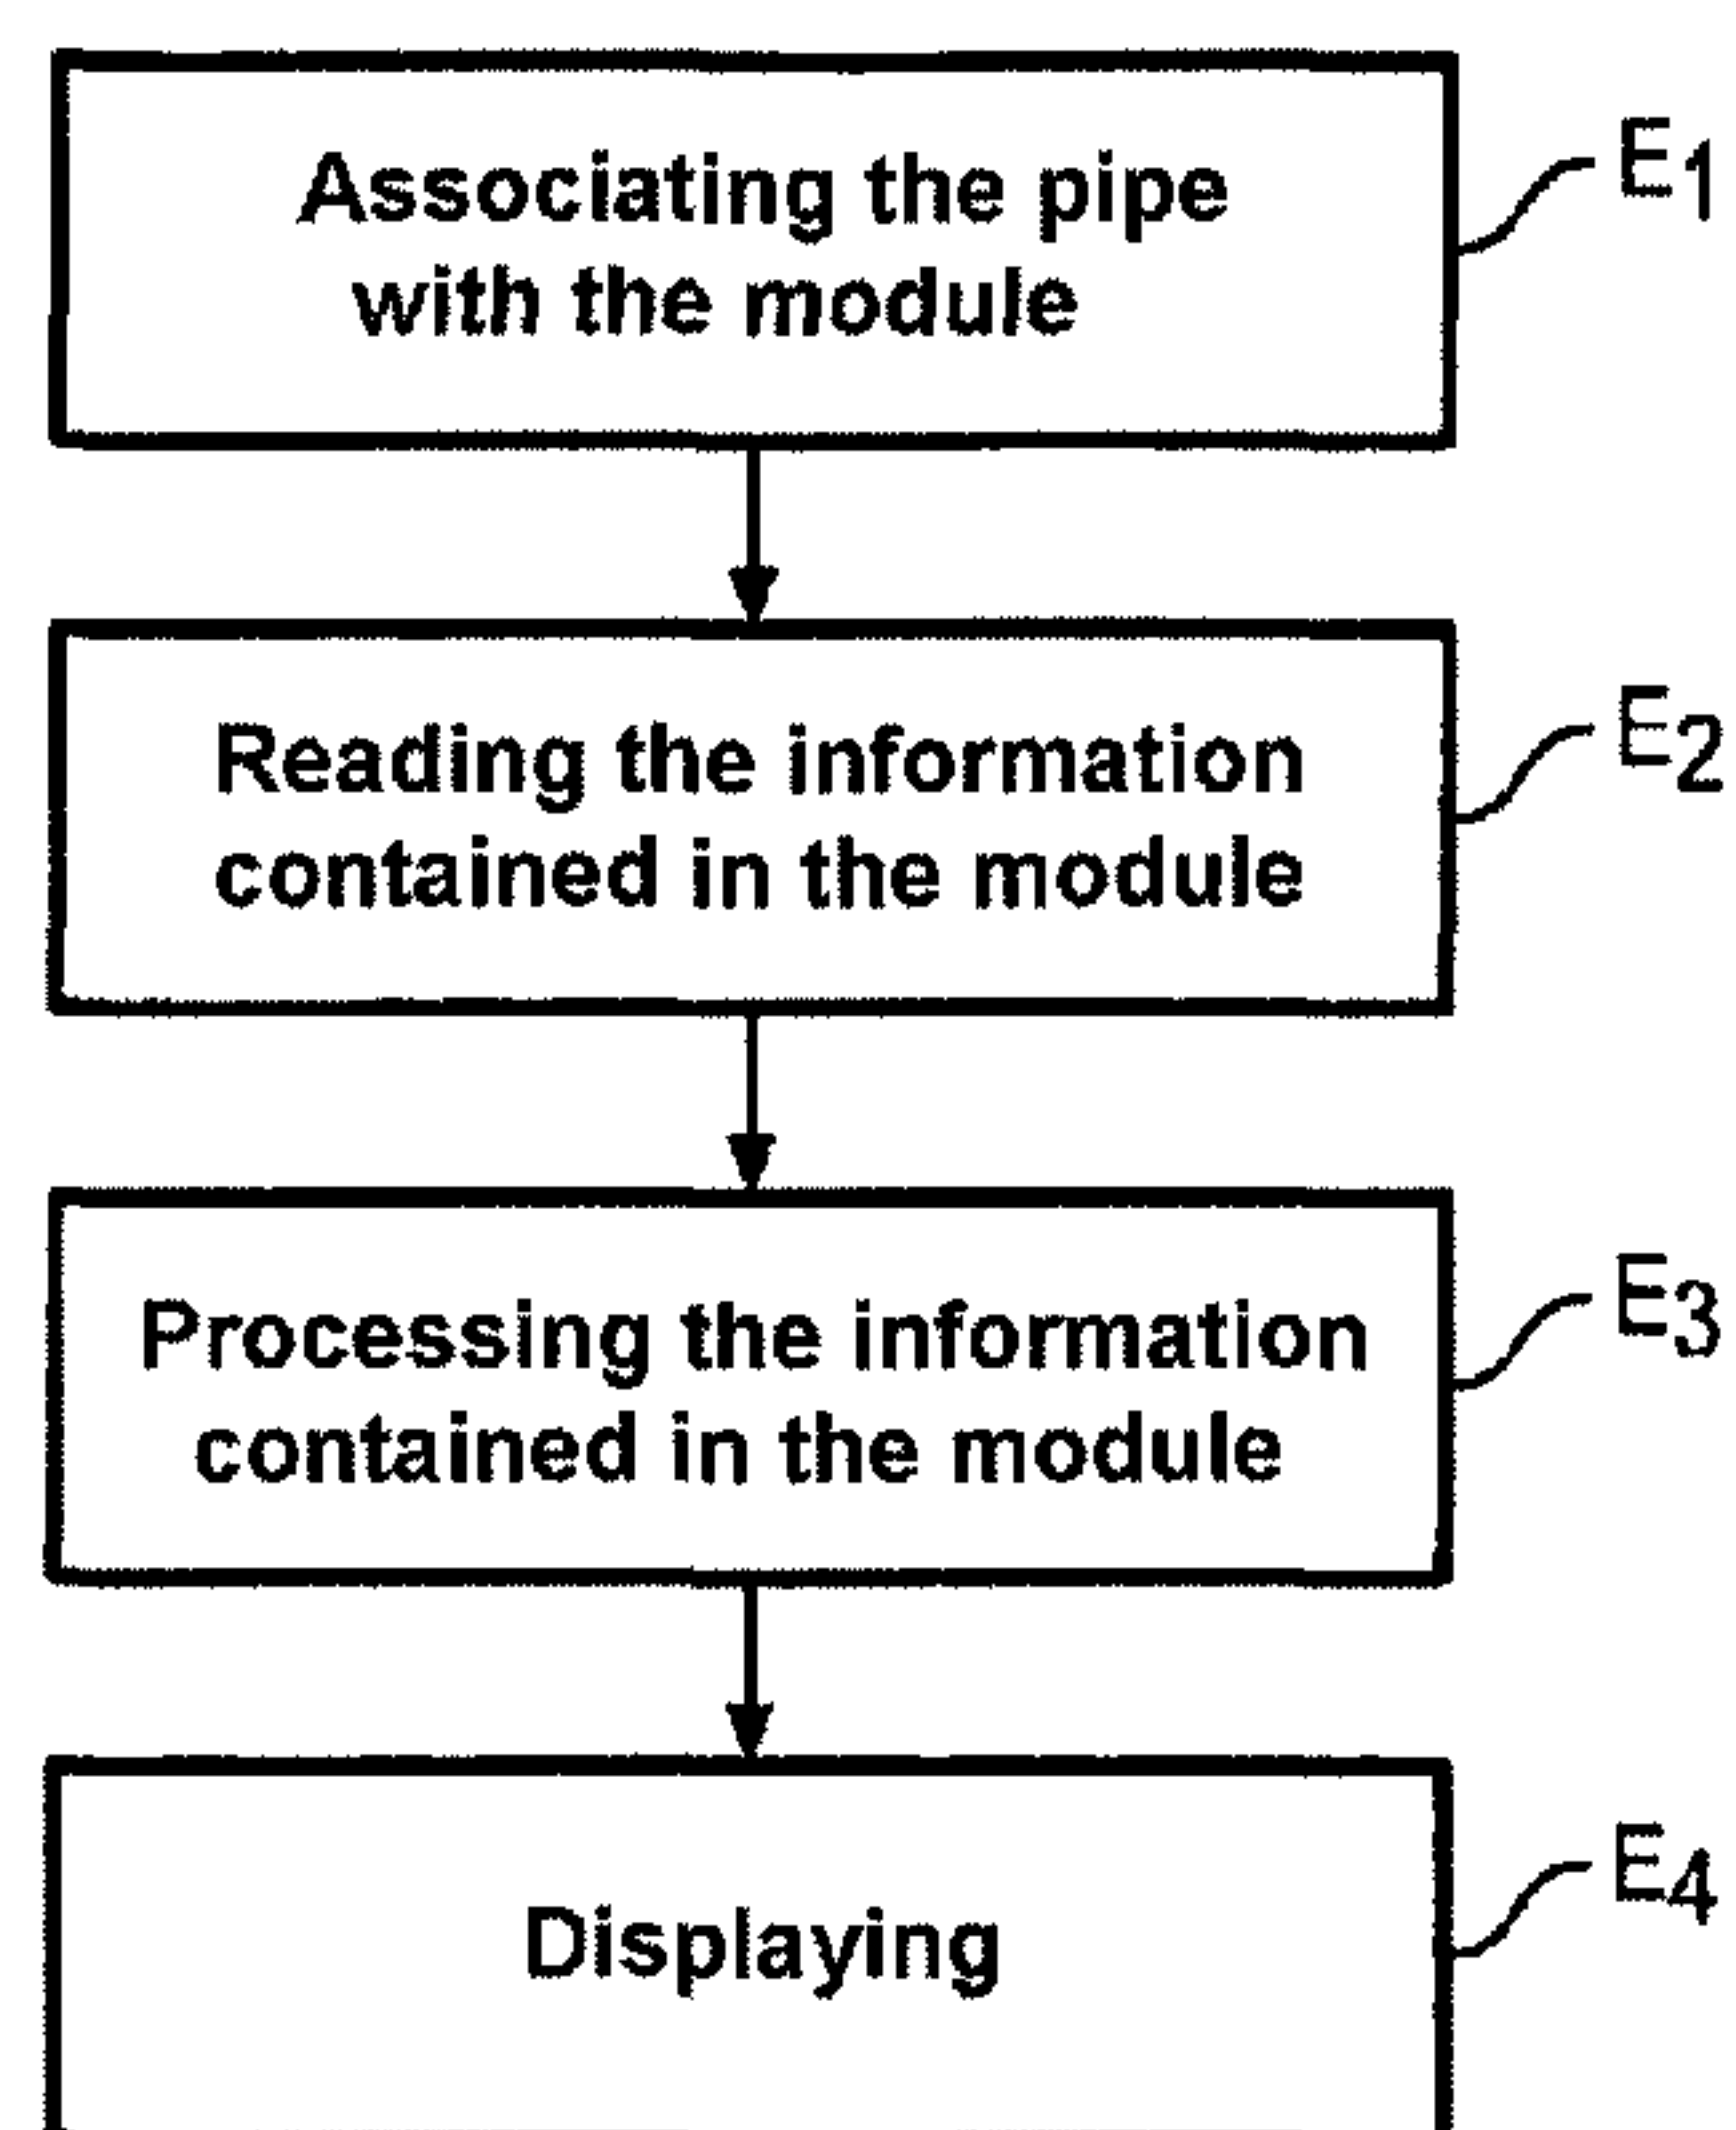 Associating the pipe
with the module
E1
Reading the information
contained in the module
E2
Processing the information
contained in the module
E3
Displaying
E4